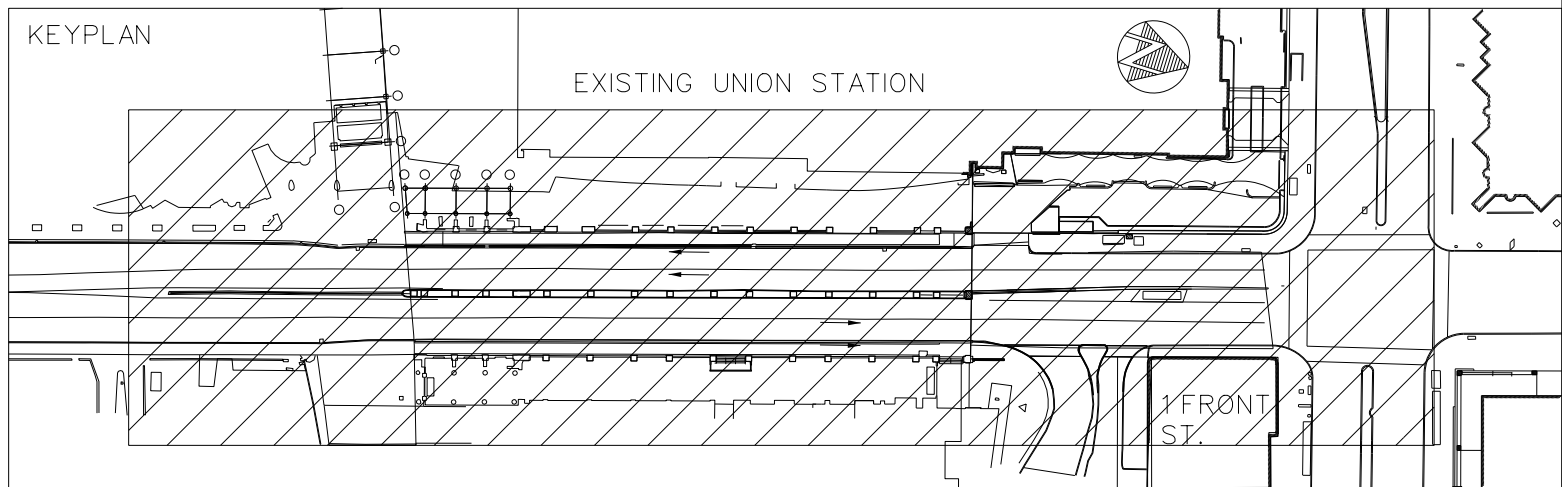 KEYPLAN
EXISTING UNION STATION
1 FRONT
ST.